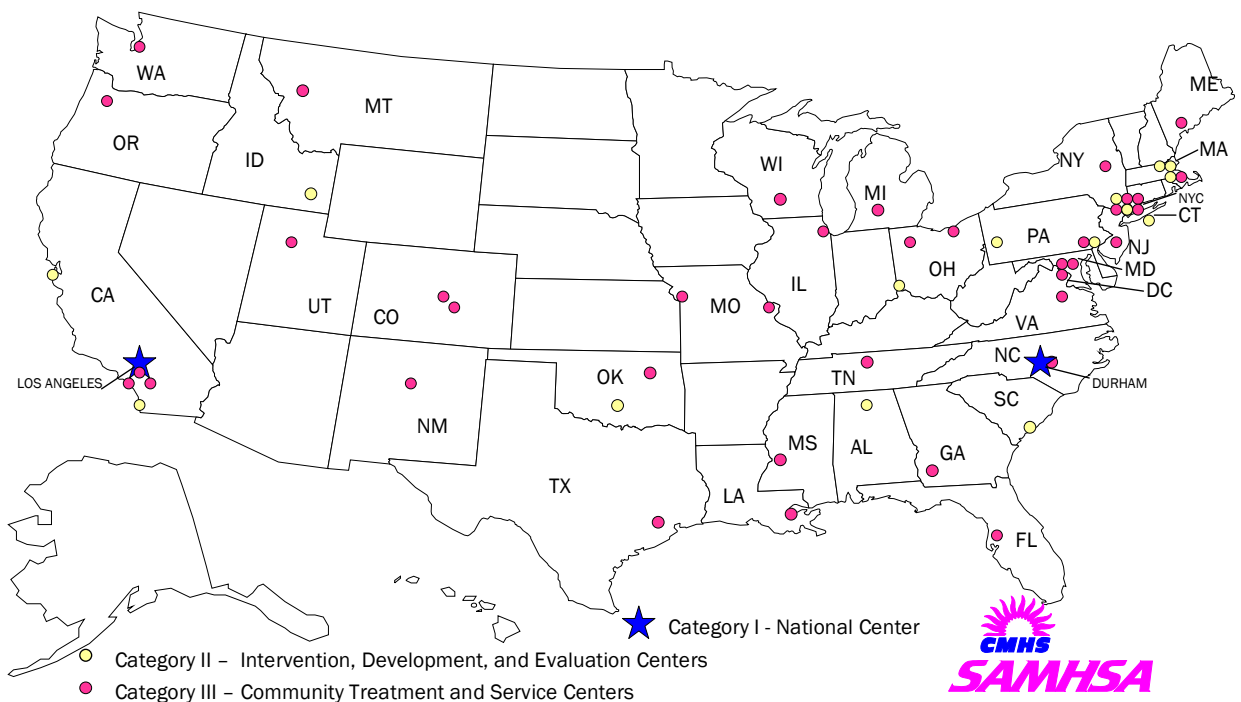 WA
ME
MT
OR
MA
NY
WI
ID
MI
NYC
CT
PA
NJ
OH
MD
IL
CA
DC
UT
MO
CO
VA
NC
LOS ANGELES
OK
TN
DURHAM
SC
NM
MS
AL
GA
TX
LA
FL
Category I - National Center
CMHS
Category II – Intervention, Development, and Evaluation Centers
SAMHSA
Category III – Community Treatment and Service Centers